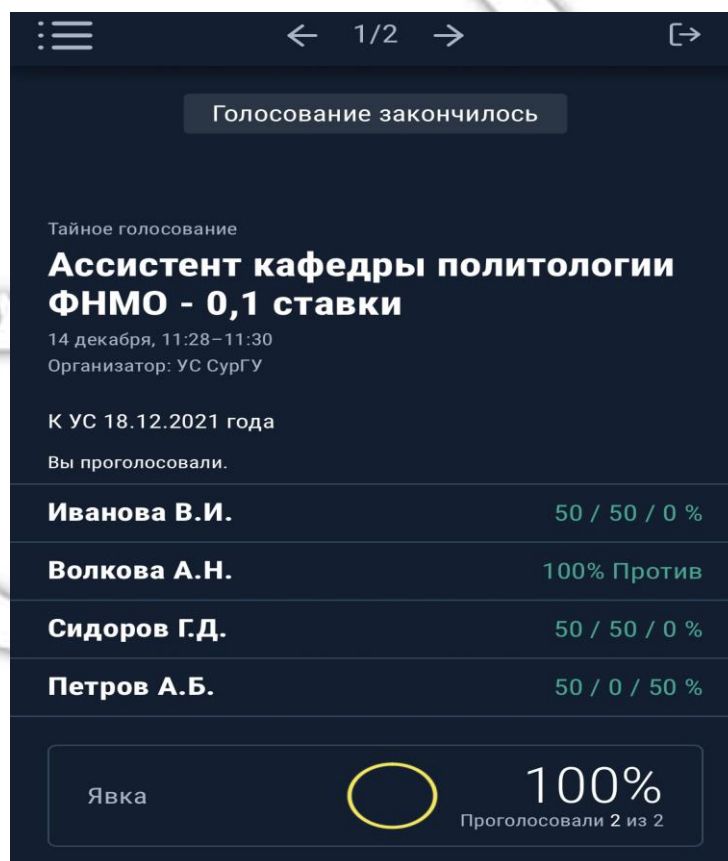 1/2
Голосование закончилось
Тайное голосование
Ассистент кафедры политологии
ФНМО - 0,1 ставки
14 декабря, 11:28–11:30
Организатор: УС СурГУ
К УС 18.12.2021 года
Вы проголосовали.
Иванова В.И. 50 / 50 / 0 %
Волкова А.Н. 100% Против
Сидоров Г.Д. 50 / 50 / 0 %
Петров А.Б. 50 / 0 / 50 %
Явка 100%
Проголосовали 2 из 2